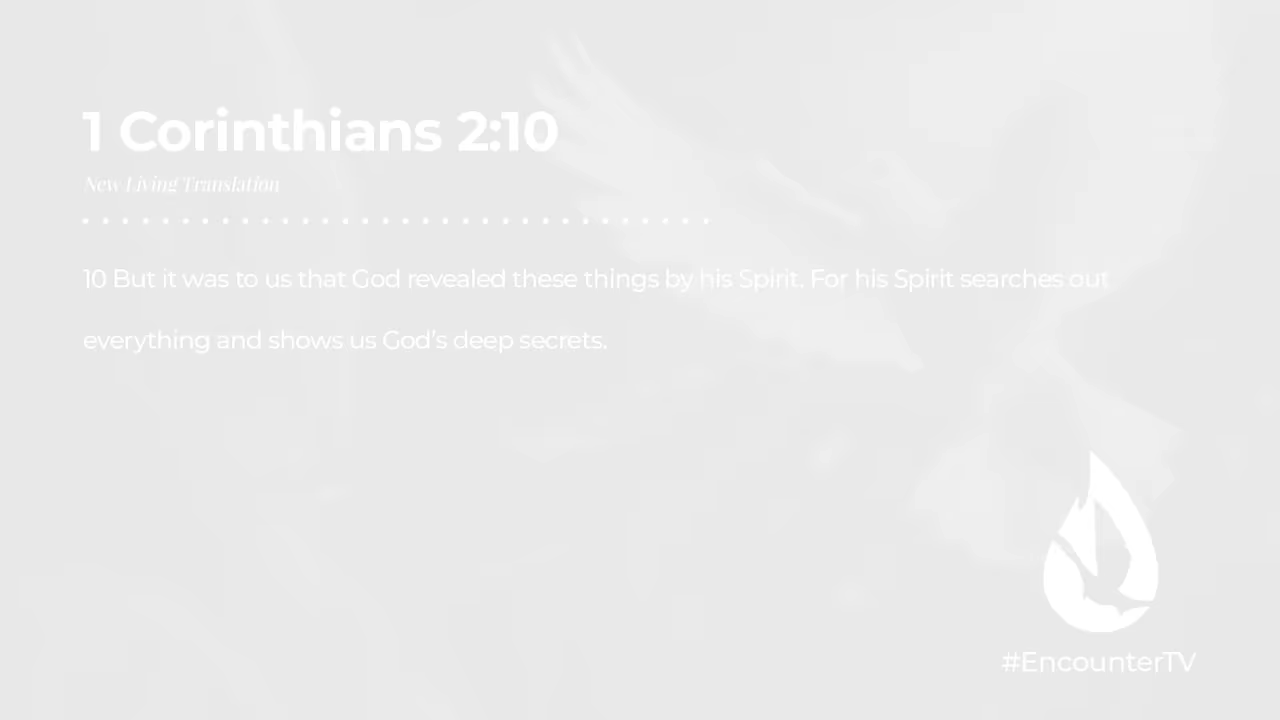 1 Corinthians 2:10
New Living Translation
10 But it was to us that God revealed these things by his Spirit. For his Spirit searches out
everything and shows us God’s deep secrets.
#EncounterTV